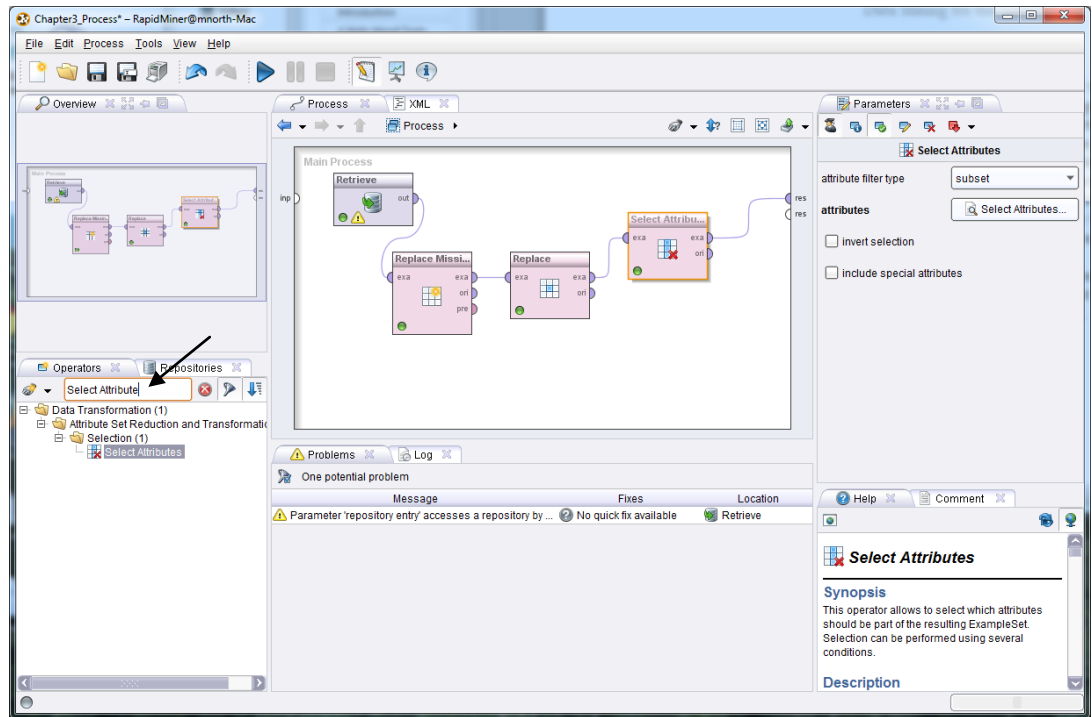 Chapter3_Process* – RapidMiner@mnorth-Mac
File Edit Process Tools View Help
Overview
Process
XML
Parameters
Process
Select Attributes
Main Process
Retrieve
inp
out
res
res
Replace Missi...
exa
exa
ori
pre
Replace
exa
exa
ori
Select Attribu...
exa
exa
ori
attribute filter type
subset
attributes
Select Attributes...
invert selection
include special attributes
Operators
Repositories
Select Attribute
Data Transformation (1)
Attribute Set Reduction and Transformatic
Selection (1)
Select Attributes
Problems
Log
One potential problem
Message Fixes Location
Parameter 'repository entry' accesses a repository by ... No quick fix available Retrieve
Help
Comment
Select Attributes
Synopsis
This operator allows to select which attributes
should be part of the resulting ExampleSet.
Selection can be performed using several
conditions.
Description